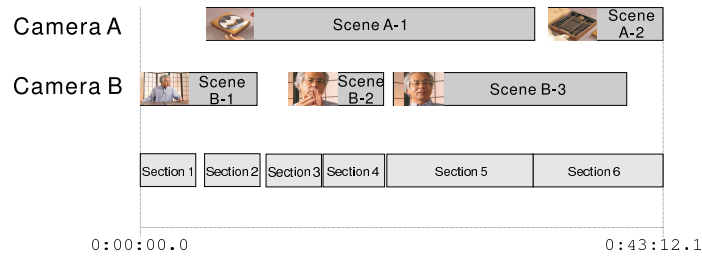 Camera A
Scene A-1
Scene
A-2
Camera B
Scene
B-1
Scene
B-2
Scene B-3
Section 1
Section 2
Section 3
Section 4
Section 5
Section 6
0:00:00.0
0:43:12.1